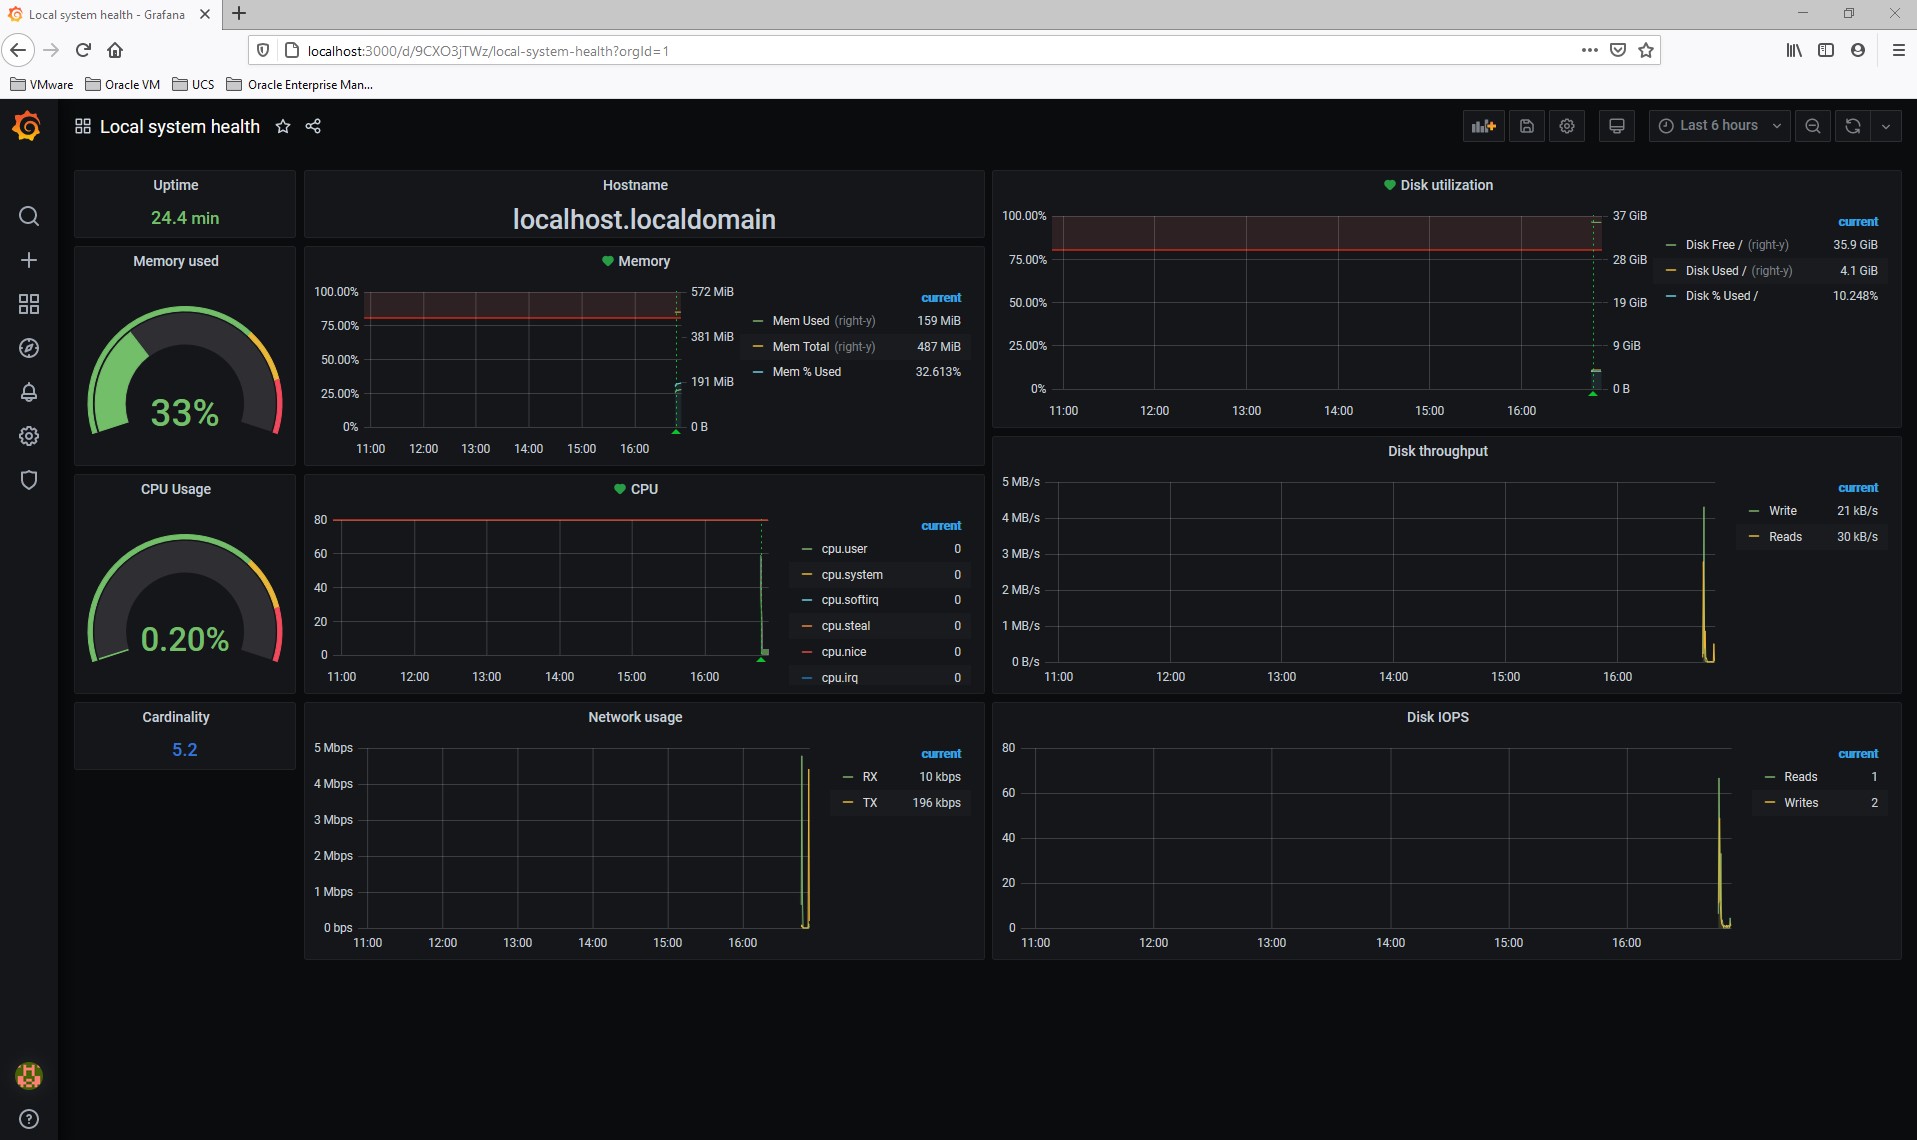 Local system health - Grafana
localhost:3000/d/9CXO3jTWz/local-system-health?orgId=1
VMware
Oracle VM
UCS
Oracle Enterprise Man...
Local system health
Last 6 hours
Uptime
24.4 min
Hostname
localhost.localdomain
Memory used
33%
Memory
100.00%
75.00%
50.00%
25.00%
0%
572 MiB
381 MiB
191 MiB
0 B
11:00 12:00 13:00 14:00 15:00 16:00
current
Mem Used (right-y) 159 MiB
Mem Total (right-y) 487 MiB
Mem % Used 32.613%
Disk utilization
100.00%
75.00%
50.00%
25.00%
0%
37 GiB
28 GiB
19 GiB
9 GiB
0 B
11:00 12:00 13:00 14:00 15:00 16:00
current
Disk Free / (right-y) 35.9 GiB
Disk Used / (right-y) 4.1 GiB
Disk % Used / 10.248%
CPU Usage
0.20%
CPU
80
60
40
20
0
11:00 12:00 13:00 14:00 15:00 16:00
current
cpu.user 0
cpu.system 0
cpu.softirq 0
cpu.steal 0
cpu.nice 0
cpu.irq 0
Disk throughput
5 MB/s
4 MB/s
3 MB/s
2 MB/s
1 MB/s
0 B/s
11:00 12:00 13:00 14:00 15:00 16:00
current
Write 21 kB/s
Reads 30 kB/s
Cardinality
5.2
Network usage
5 Mbps
4 Mbps
3 Mbps
2 Mbps
1 Mbps
0 bps
11:00 12:00 13:00 14:00 15:00 16:00
current
RX 10 kbps
TX 196 kbps
Disk IOPS
80
60
40
20
0
11:00 12:00 13:00 14:00 15:00 16:00
current
Reads 1
Writes 2